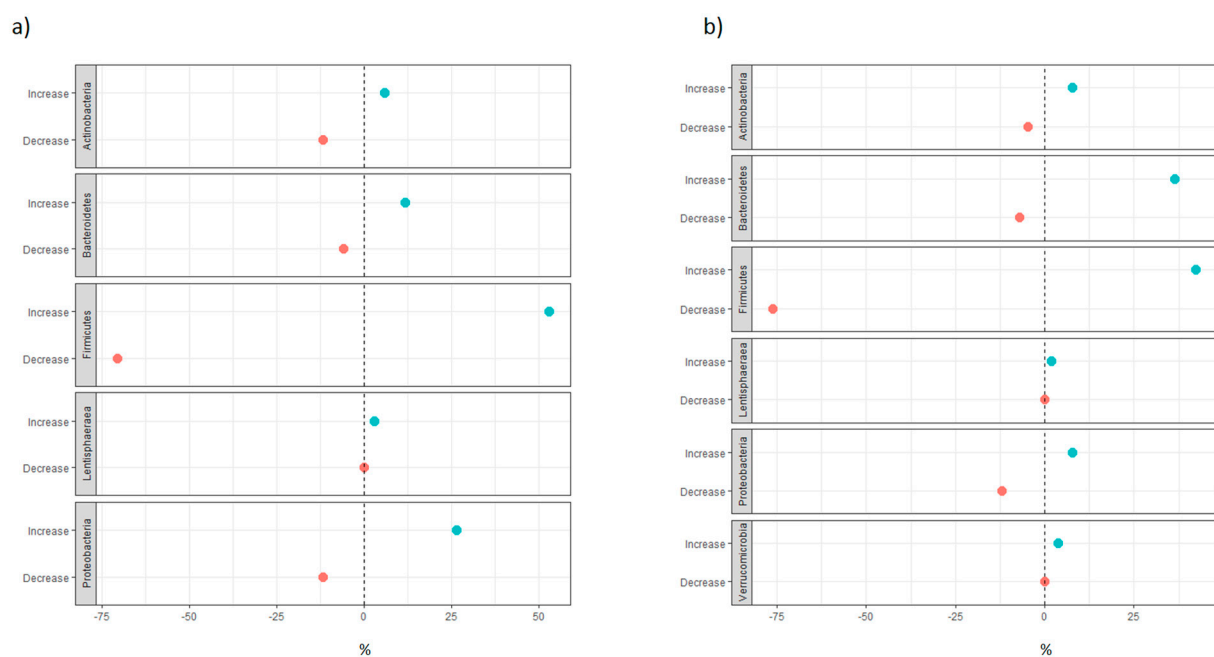 a)
Increase
Decrease
Actinobacteria
Increase
Decrease
Bacteroidetes
Increase
Decrease
Firmicutes
Increase
Decrease
Lentisphaeraea
Increase
Decrease
Proteobacteria
-75
-50
-25
0
25
50
%
b)
Increase
Decrease
Actinobacteria
Increase
Decrease
Bacteroidetes
Increase
Decrease
Firmicutes
Increase
Decrease
Lentisphaeraea
Increase
Decrease
Proteobacteria
Increase
Decrease
Verrucomicrobia
-75
-50
-25
0
25
%